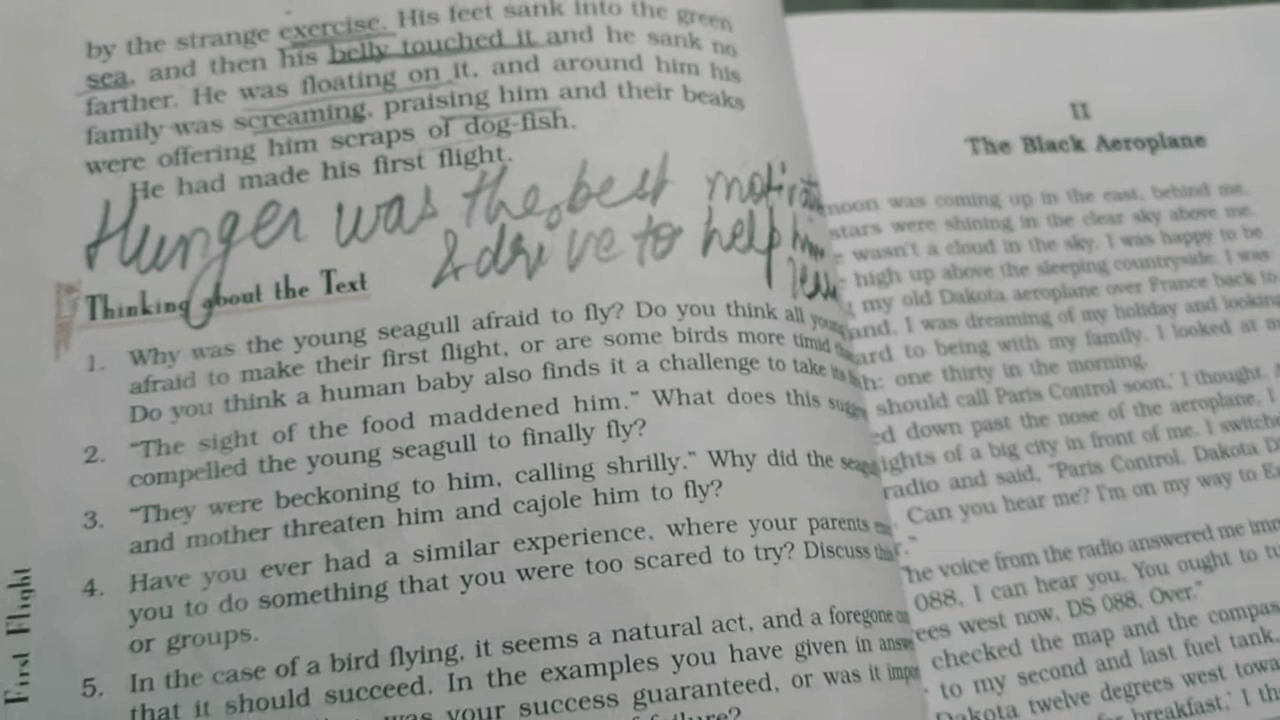 by the strange exercise. His feet sank into the green
sea, and then his belly touched it and he sank no
farther. He was floating on it, and around him his
family was screaming, praising him and their beaks
were offering him scraps of dog-fish.
He had made his first flight.
Hunger was the best
& drive to help him
Thinking about the Text
1. Why was the young seagull afraid to fly? Do you think all young
afraid to make their first flight, or are some birds more timid
Do you think a human baby also finds it a challenge to take its
2. "The sight of the food maddened him." What does this
compelled the young seagull to finally fly?
3. "They were beckoning to him, calling shrilly." Why did the
and mother threaten him and cajole him to fly?
4. Have you ever had a similar experience, where your parents
you to do something that you were too scared to try? Discuss
or groups.
5. In the case of a bird flying, it seems a natural act, and a foregone
that it should succeed. In the examples you have given in
was your success guaranteed, or was it
failure?
First Flight
II
The Black Aeroplane
moon was coming up in the east, behind me.
stars were shining in the clear sky above me.
wasn't a cloud in the sky. I was happy to be
high up above the sleeping countryside. I was
my old Dakota aeroplane over France back to
I was dreaming of my holiday and looking
to being with my family. I looked at
one thirty in the morning.
should call Paris Control soon,' I thought.
down past the nose of the aeroplane, I
lights of a big city in front of me. I switched
radio and said, "Paris Control, Dakota
Can you hear me? I'm on my way to
"
The voice from the radio answered me
088, I can hear you. You ought to
west now, DS 088. Over."
checked the map and the compass
to my second and last fuel tank,
Dakota twelve degrees west
breakfast,' I